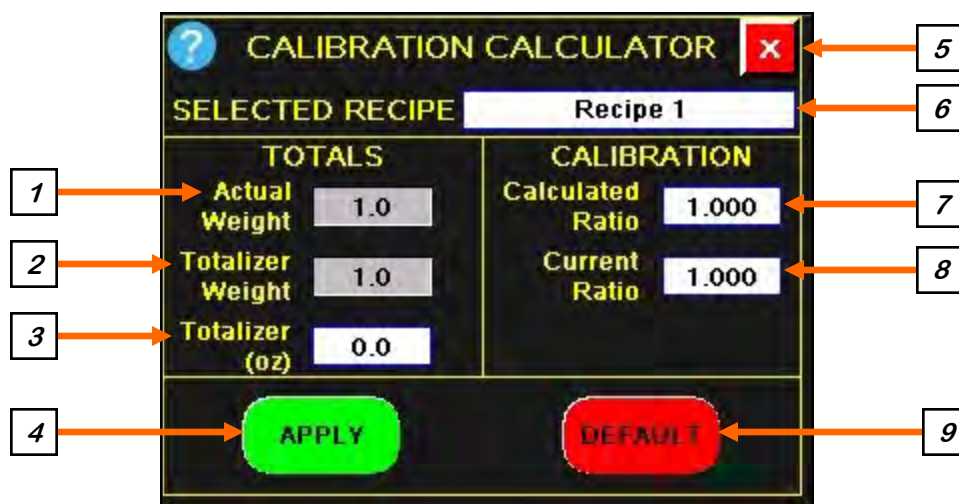 ? CALIBRATION CALCULATOR X
5
SELECTED RECIPE Recipe 1
6
TOTALS
CALIBRATION
1
Actual
Weight
1.0
Calculated
Ratio
1.000
7
2
Totalizer
Weight
1.0
Current
Ratio
1.000
8
3
Totalizer
(oz)
0.0
4
APPLY
DEFAULT
9